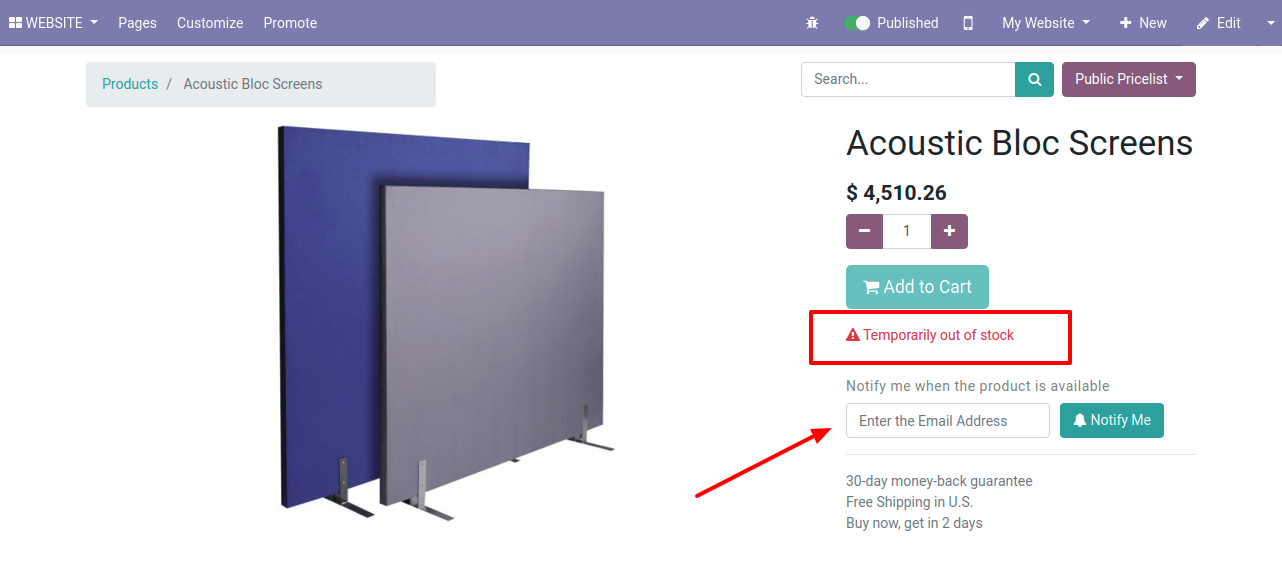 WEBSITE Pages Customize Promote Published My Website New Edit
Products / Acoustic Bloc Screens
Search... Public Pricelist
Acoustic Bloc Screens
$ 4,510.26
1
Add to Cart
Temporarily out of stock
Notify me when the product is available
Enter the Email Address Notify Me
30-day money-back guarantee
Free Shipping in U.S.
Buy now, get in 2 days